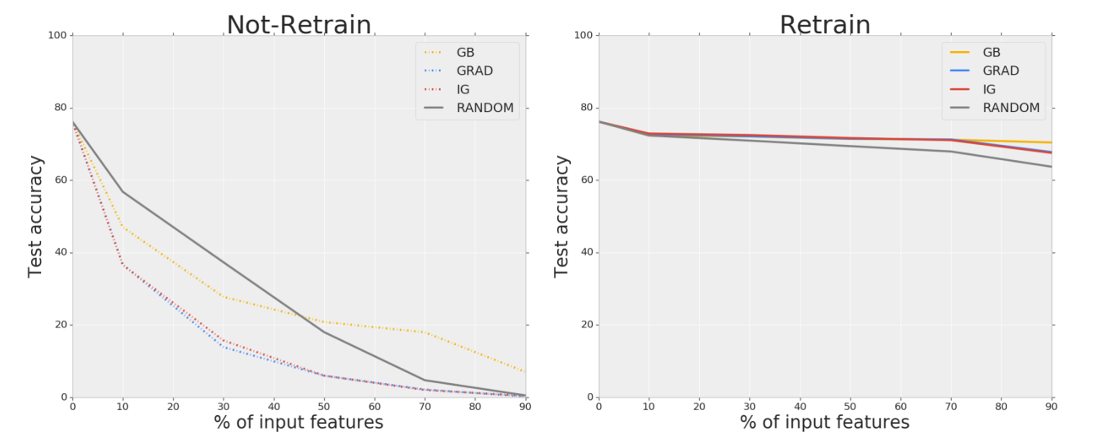 Not-Retrain
100
80
60
40
20
0
Test accuracy
GB
GRAD
IG
RANDOM
0 10 20 30 40 50 60 70 80 90
% of input features
Retrain
100
80
60
40
20
0
Test accuracy
GB
GRAD
IG
RANDOM
0 10 20 30 40 50 60 70 80 90
% of input features